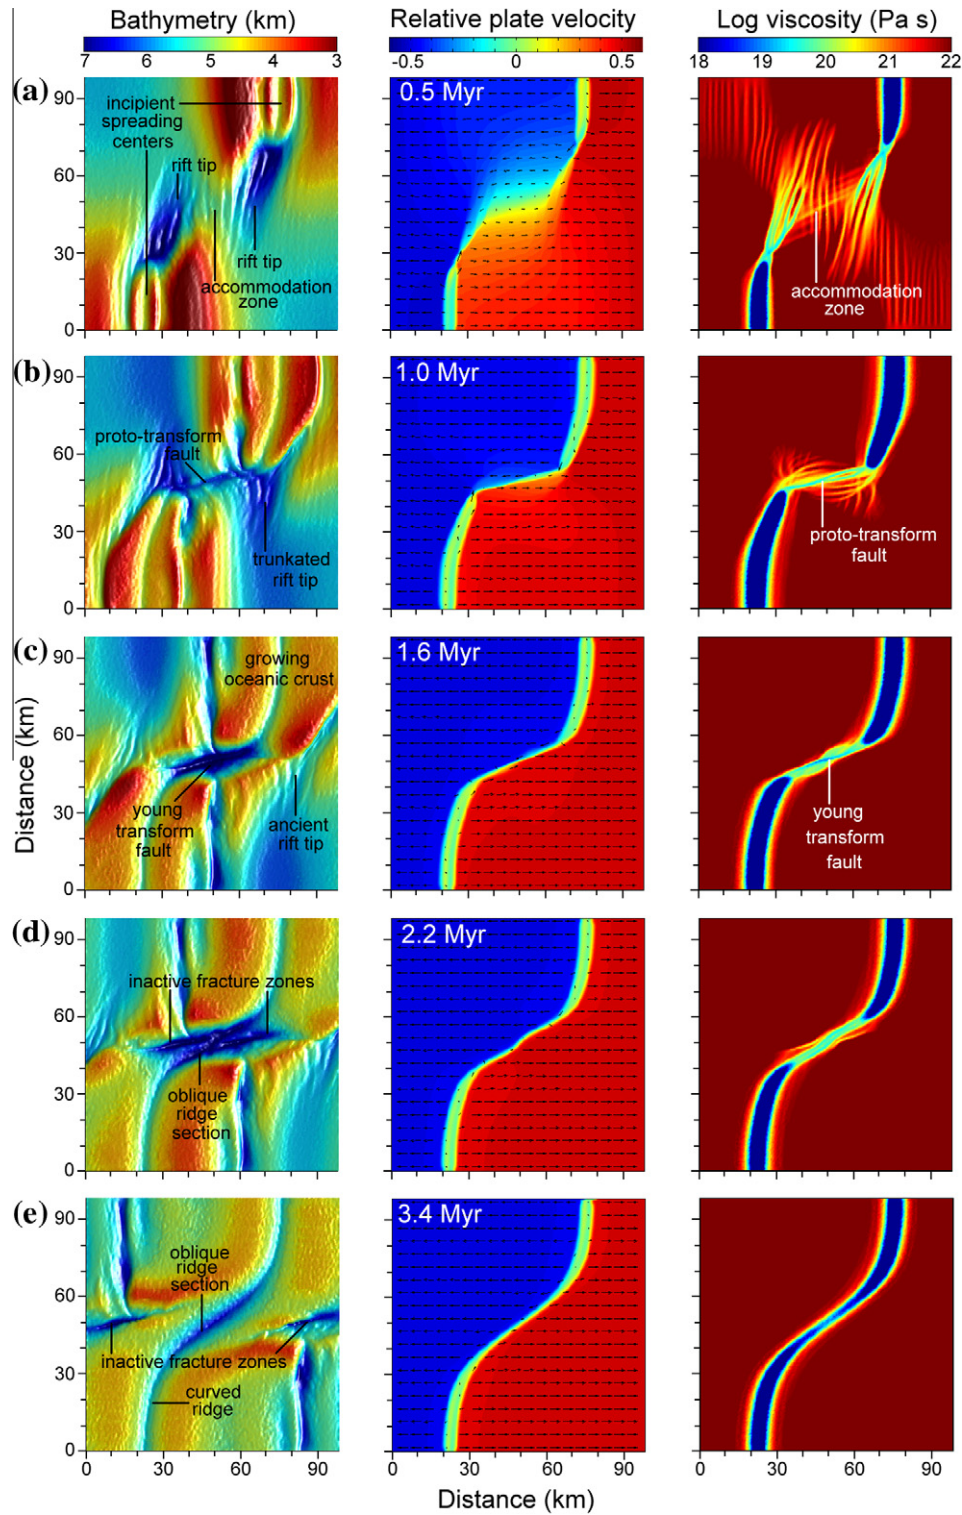 Bathymetry (km)
7 6 5 4 3
Relative plate velocity
-0.5 0 0.5
Log viscosity (Pa s)
18 19 20 21 22
Distance (km)
(a)
90
60
30
0
incipient
spreading
centers
rift tip
rift tip
accommodation
zone
0.5 Myr
accommodation
zone
(b)
90
60
30
0
proto-transform
fault
trunkated
rift tip
1.0 Myr
proto-transform
fault
(c)
90
60
30
0
growing
oceanic crust
young
transform
fault
ancient
rift tip
1.6 Myr
young
transform
fault
(d)
90
60
30
0
inactive fracture zones
oblique
ridge
section
2.2 Myr
(e)
90
60
30
0
oblique
ridge
section
inactive fracture zones
curved
ridge
3.4 Myr
0 30 60 90
0 30 60 90
0 30 60 90
Distance (km)